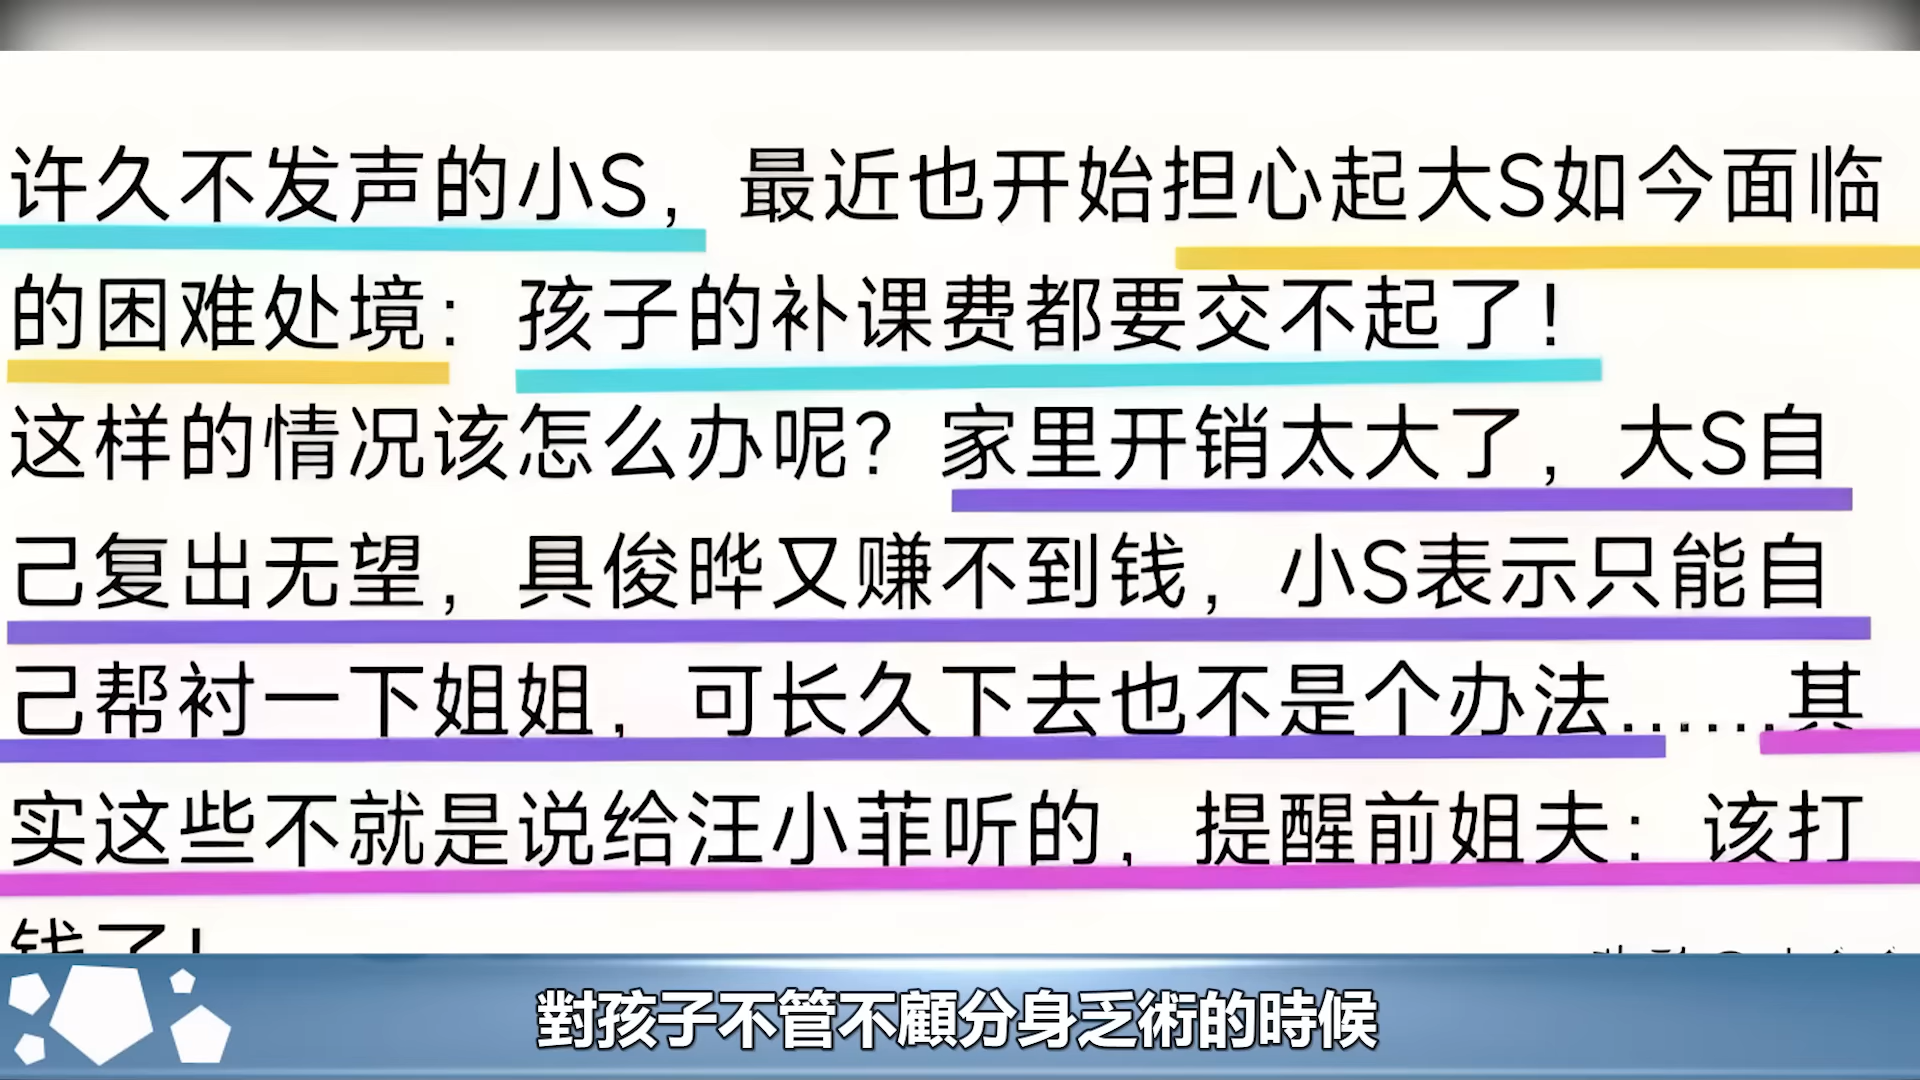 许久不发声的小S，最近也开始担心起大S如今面临
的困难处境：孩子的补课费都要交不起了！
这样的情况该怎么办呢？家里开销太大了，大S自
己复出无望，具俊晔又赚不到钱，小S表示只能自
己帮衬一下姐姐，可长久下去也不是个办法……其
实这些不就是说给汪小菲听的，提醒前姐夫：该打
钱了！
對孩子不管不顧分身乏術的時候